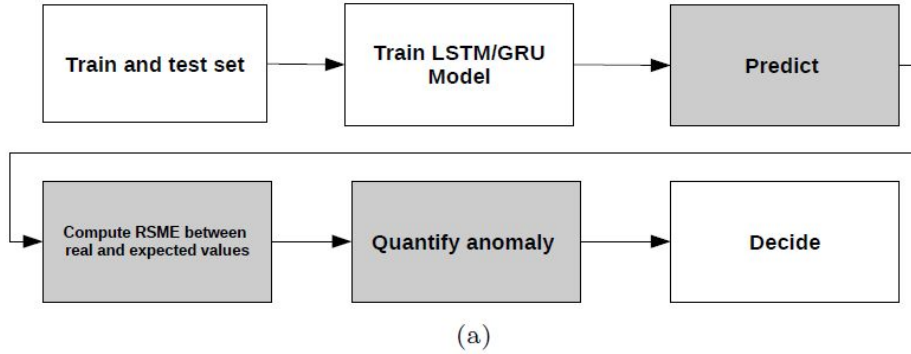 Train and test set
Train LSTM/GRU
Model
Predict
Compute RSME between
real and expected values
Quantify anomaly
Decide
(a)